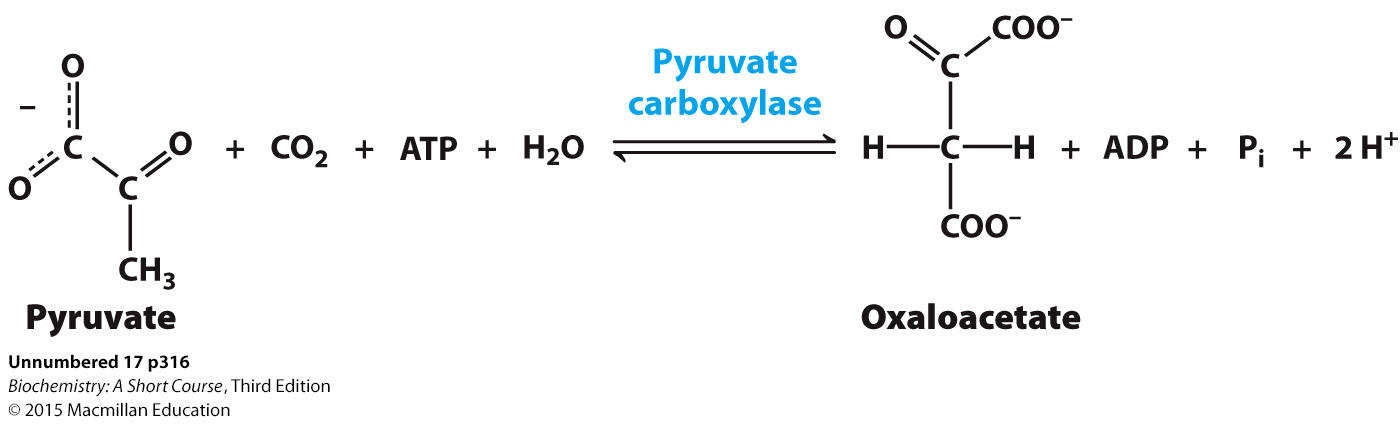 O
–
C
O
O
C
CH₃
Pyruvate
+ CO₂ + ATP + H₂O
Pyruvate
carboxylase
O
COO⁻
C
H—C—H
COO⁻
Oxaloacetate
+ ADP + Pᵢ + 2 H⁺
Unnumbered 17 p316
Biochemistry: A Short Course, Third Edition
© 2015 Macmillan Education